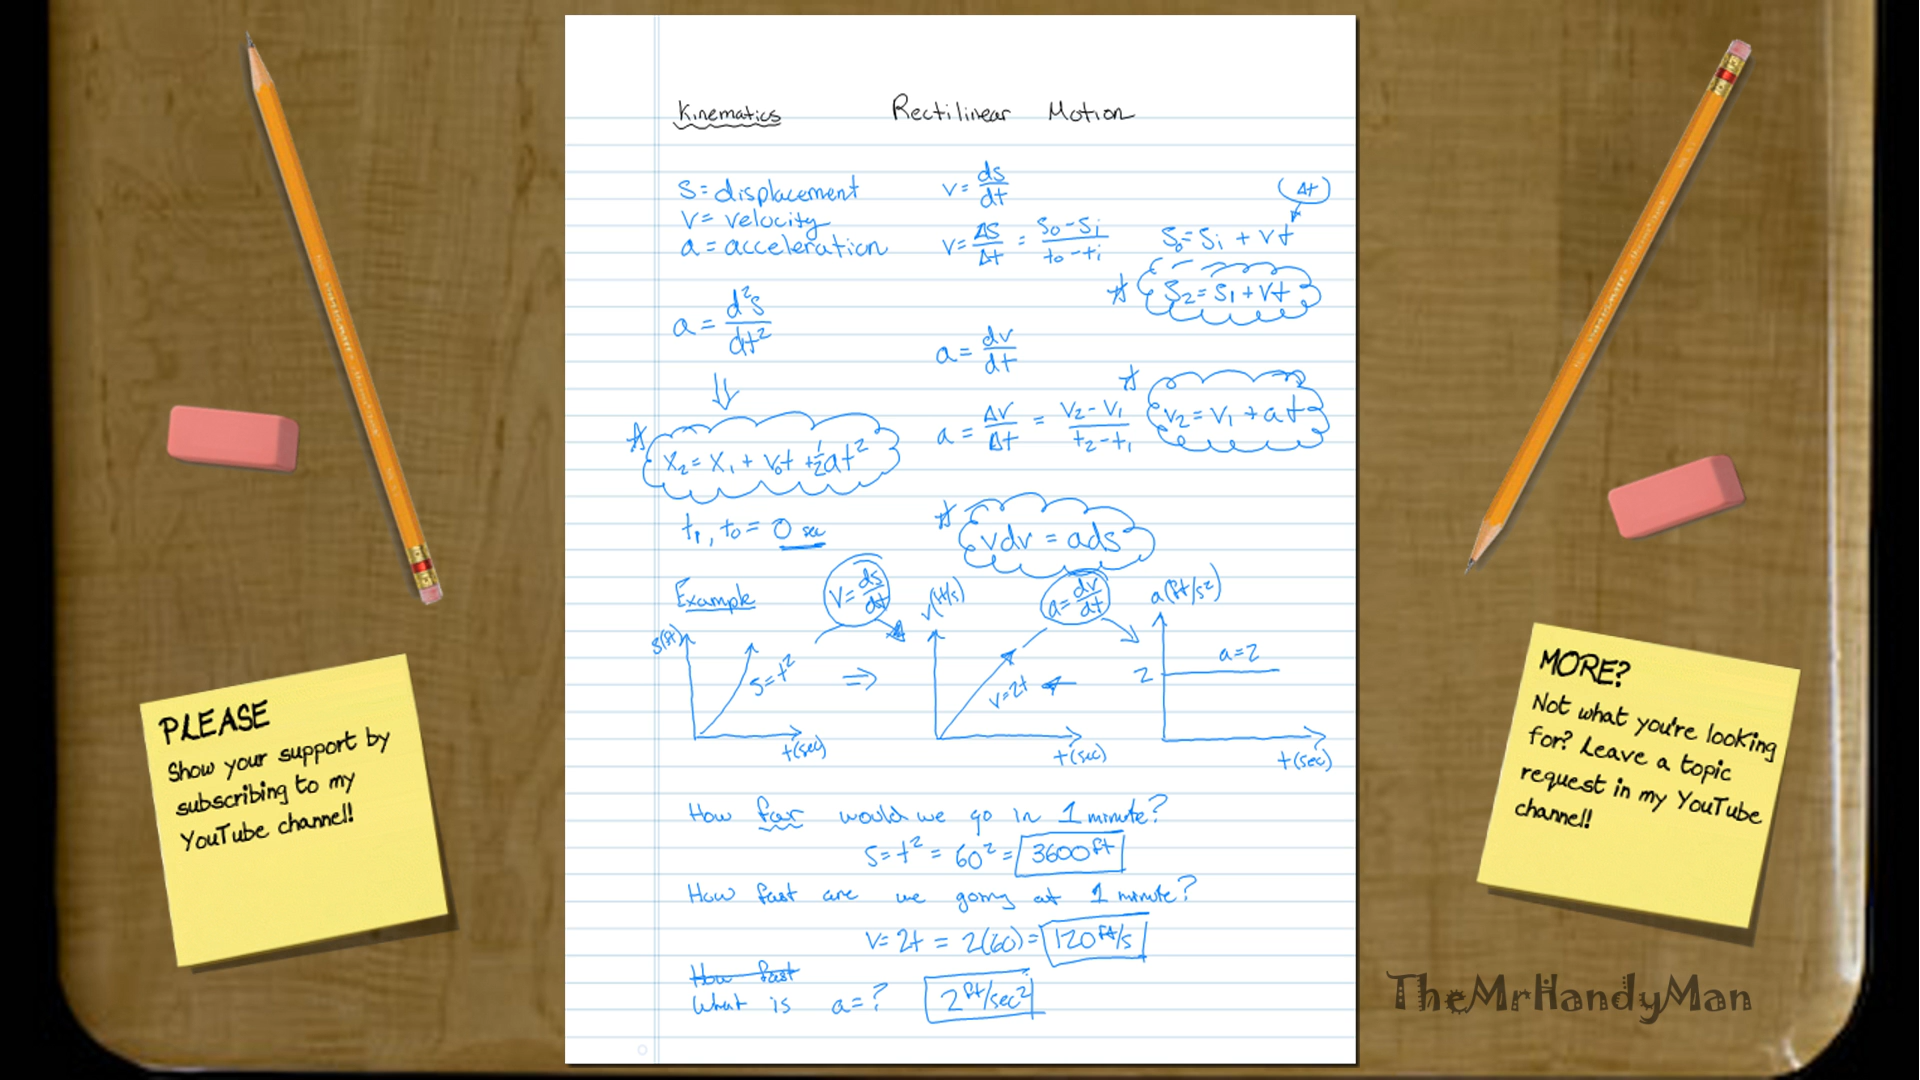 Kinematics Rectilinear Motion
S = displacement
V = velocity
a = acceleration
v = ds/dt
v = Δs/Δt = (So - Si)/(to - ti)
(Δt)
So = Si + vt
S2 = S1 + vt
a = d²s/dt²
a = dv/dt
a = Δv/Δt = (v2 - v1)/(t2 - t1)
v2 = v1 + at
x2 = x1 + v0t + ½at²
t1, t0 = 0 sec
vdv = ads
Example
v = ds/dt
a = dv/dt
s(ft)
s = t²
t(sec)
⇒
v(ft/s)
v = 2t
t(sec)
a(ft/s²)
a = 2
2
t(sec)
How far would we go in 1 minute?
s = t² = 60² = 3600 ft
How fast are we going at 1 minute?
v = 2t = 2(60) = 120 ft/s
How fast
What is a = ? 2 ft/sec²
PLEASE
Show your support by
subscribing to my
YouTube channel!
MORE?
Not what you're looking
for? Leave a topic
request in my YouTube
channel!
TheMrHandyMan